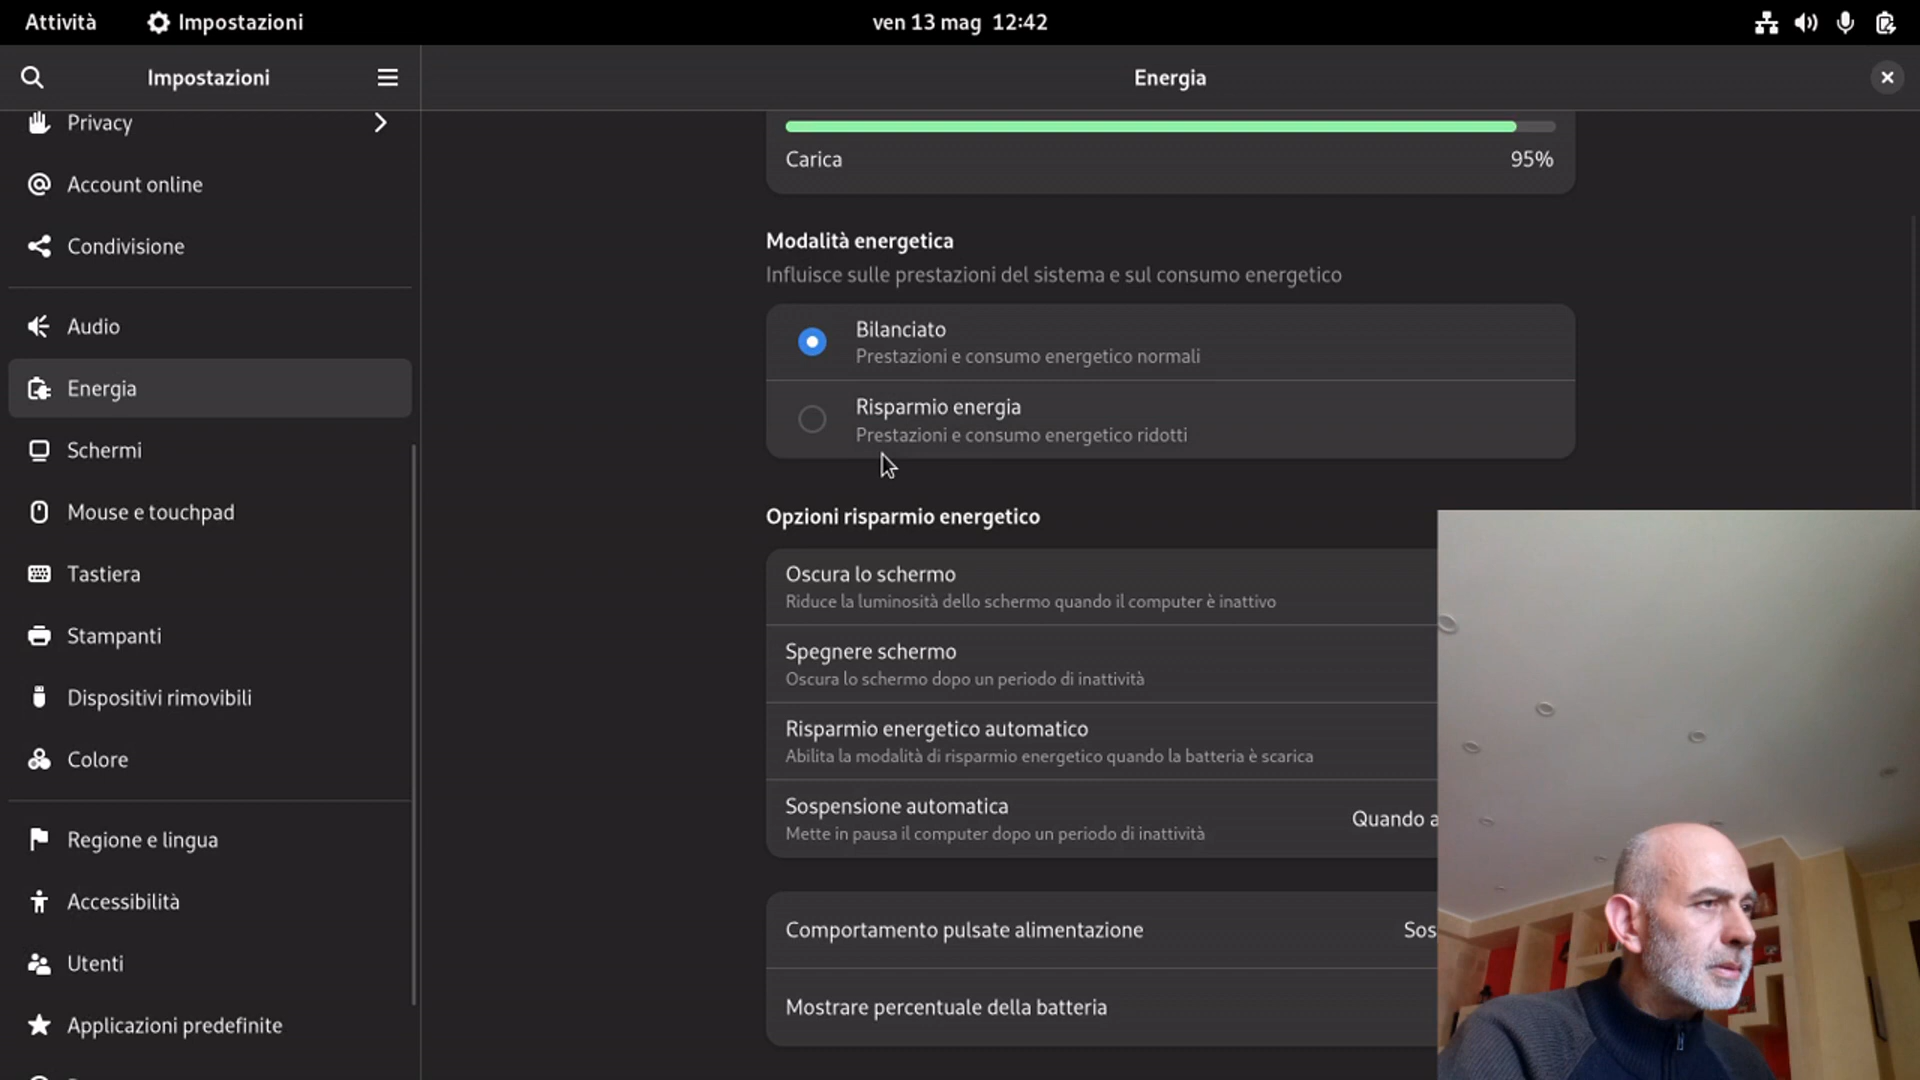 Attività
Impostazioni
ven 13 mag 12:42
Impostazioni
Energia
Privacy
Account online
Condivisione
Audio
Energia
Schermi
Mouse e touchpad
Tastiera
Stampanti
Dispositivi rimovibili
Colore
Regione e lingua
Accessibilità
Utenti
Applicazioni predefinite
Carica 95%
Modalità energetica
Influisce sulle prestazioni del sistema e sul consumo energetico
Bilanciato
Prestazioni e consumo energetico normali
Risparmio energia
Prestazioni e consumo energetico ridotti
Opzioni risparmio energetico
Oscura lo schermo
Riduce la luminosità dello schermo quando il computer è inattivo
Spegnere schermo
Oscura lo schermo dopo un periodo di inattività
Risparmio energetico automatico
Abilita la modalità di risparmio energetico quando la batteria è scarica
Sospensione automatica
Quando a
Mette in pausa il computer dopo un periodo di inattività
Comportamento pulsate alimentazione Sos
Mostrare percentuale della batteria